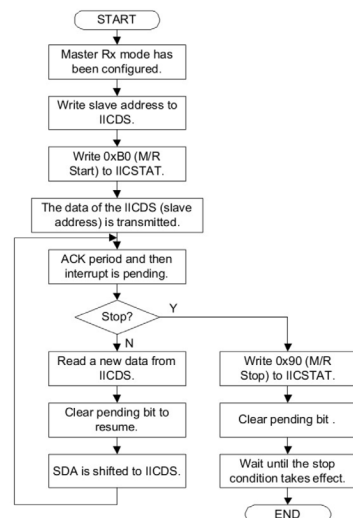 START
Master Rx mode has
been configured.
Write slave address to
IICDS.
Write 0xB0 (M/R
Start) to IICSTAT.
The data of the IICDS (slave
address) is transmitted.
ACK period and then
interrupt is pending.
Stop?
Y
N
Read a new data from
IICDS.
Clear pending bit to
resume.
SDA is shifted to IICDS.
Write 0x90 (M/R
Stop) to IICSTAT.
Clear pending bit .
Wait until the stop
condition takes effect.
END